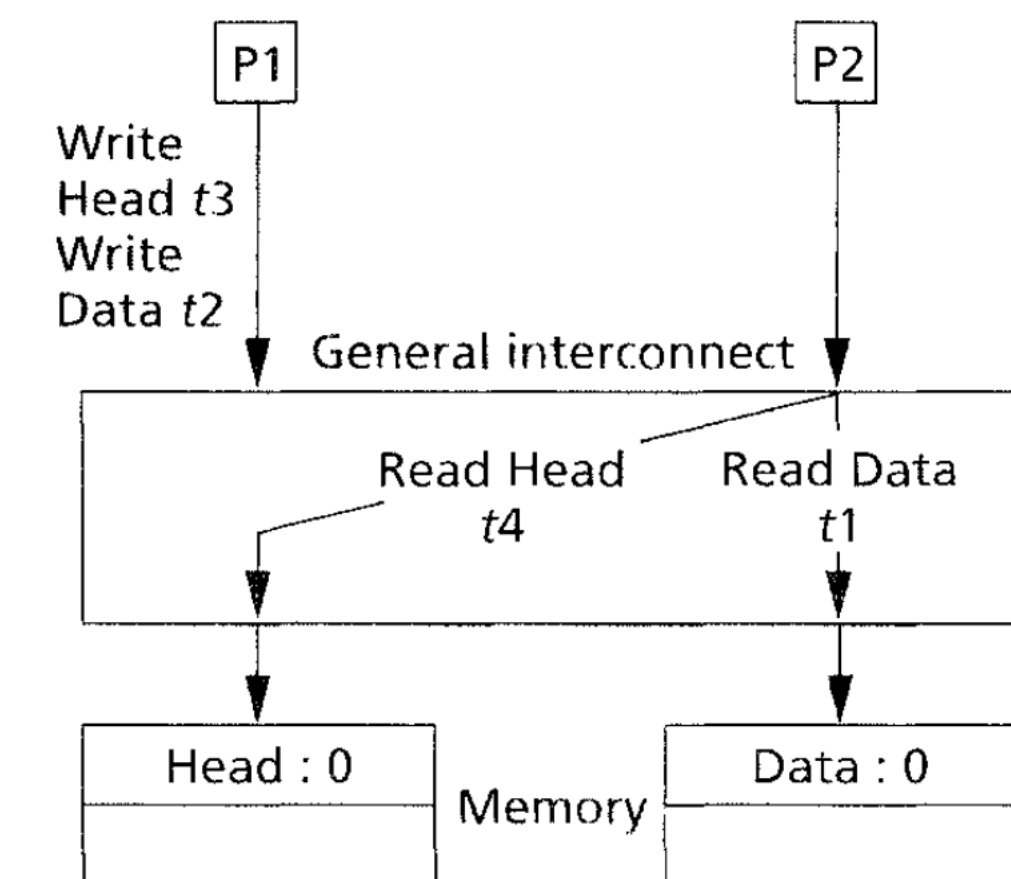 P1
P2
Write
Head t3
Write
Data t2
General interconnect
Read Head
t4
Read Data
t1
Head : 0
Memory
Data : 0